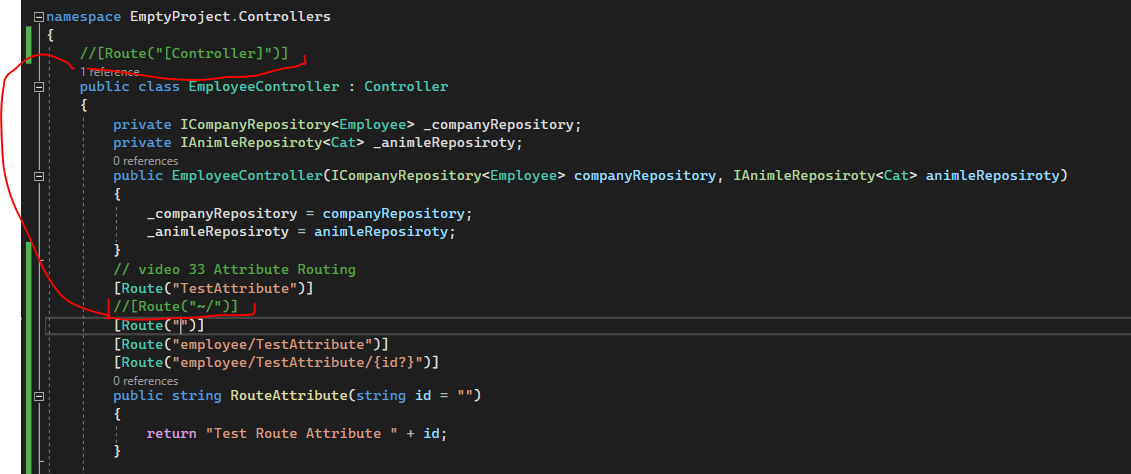 namespace EmptyProject.Controllers
{
//[Route("[Controller]")]
1 reference
public class EmployeeController : Controller
{
private ICompanyRepository<Employee> _companyRepository;
private IAnimleReposiroty<Cat> _animleReposiroty;
0 references
public EmployeeController(ICompanyRepository<Employee> companyRepository, IAnimleReposiroty<Cat> animleReposiroty)
{
_companyRepository = companyRepository;
_animleReposiroty = animleReposiroty;
}
// video 33 Attribute Routing
[Route("TestAttribute")]
//[Route("~/")]
[Route("")]
[Route("employee/TestAttribute")]
[Route("employee/TestAttribute/{id?}")]
0 references
public string RouteAttribute(string id = "")
{
return "Test Route Attribute " + id;
}